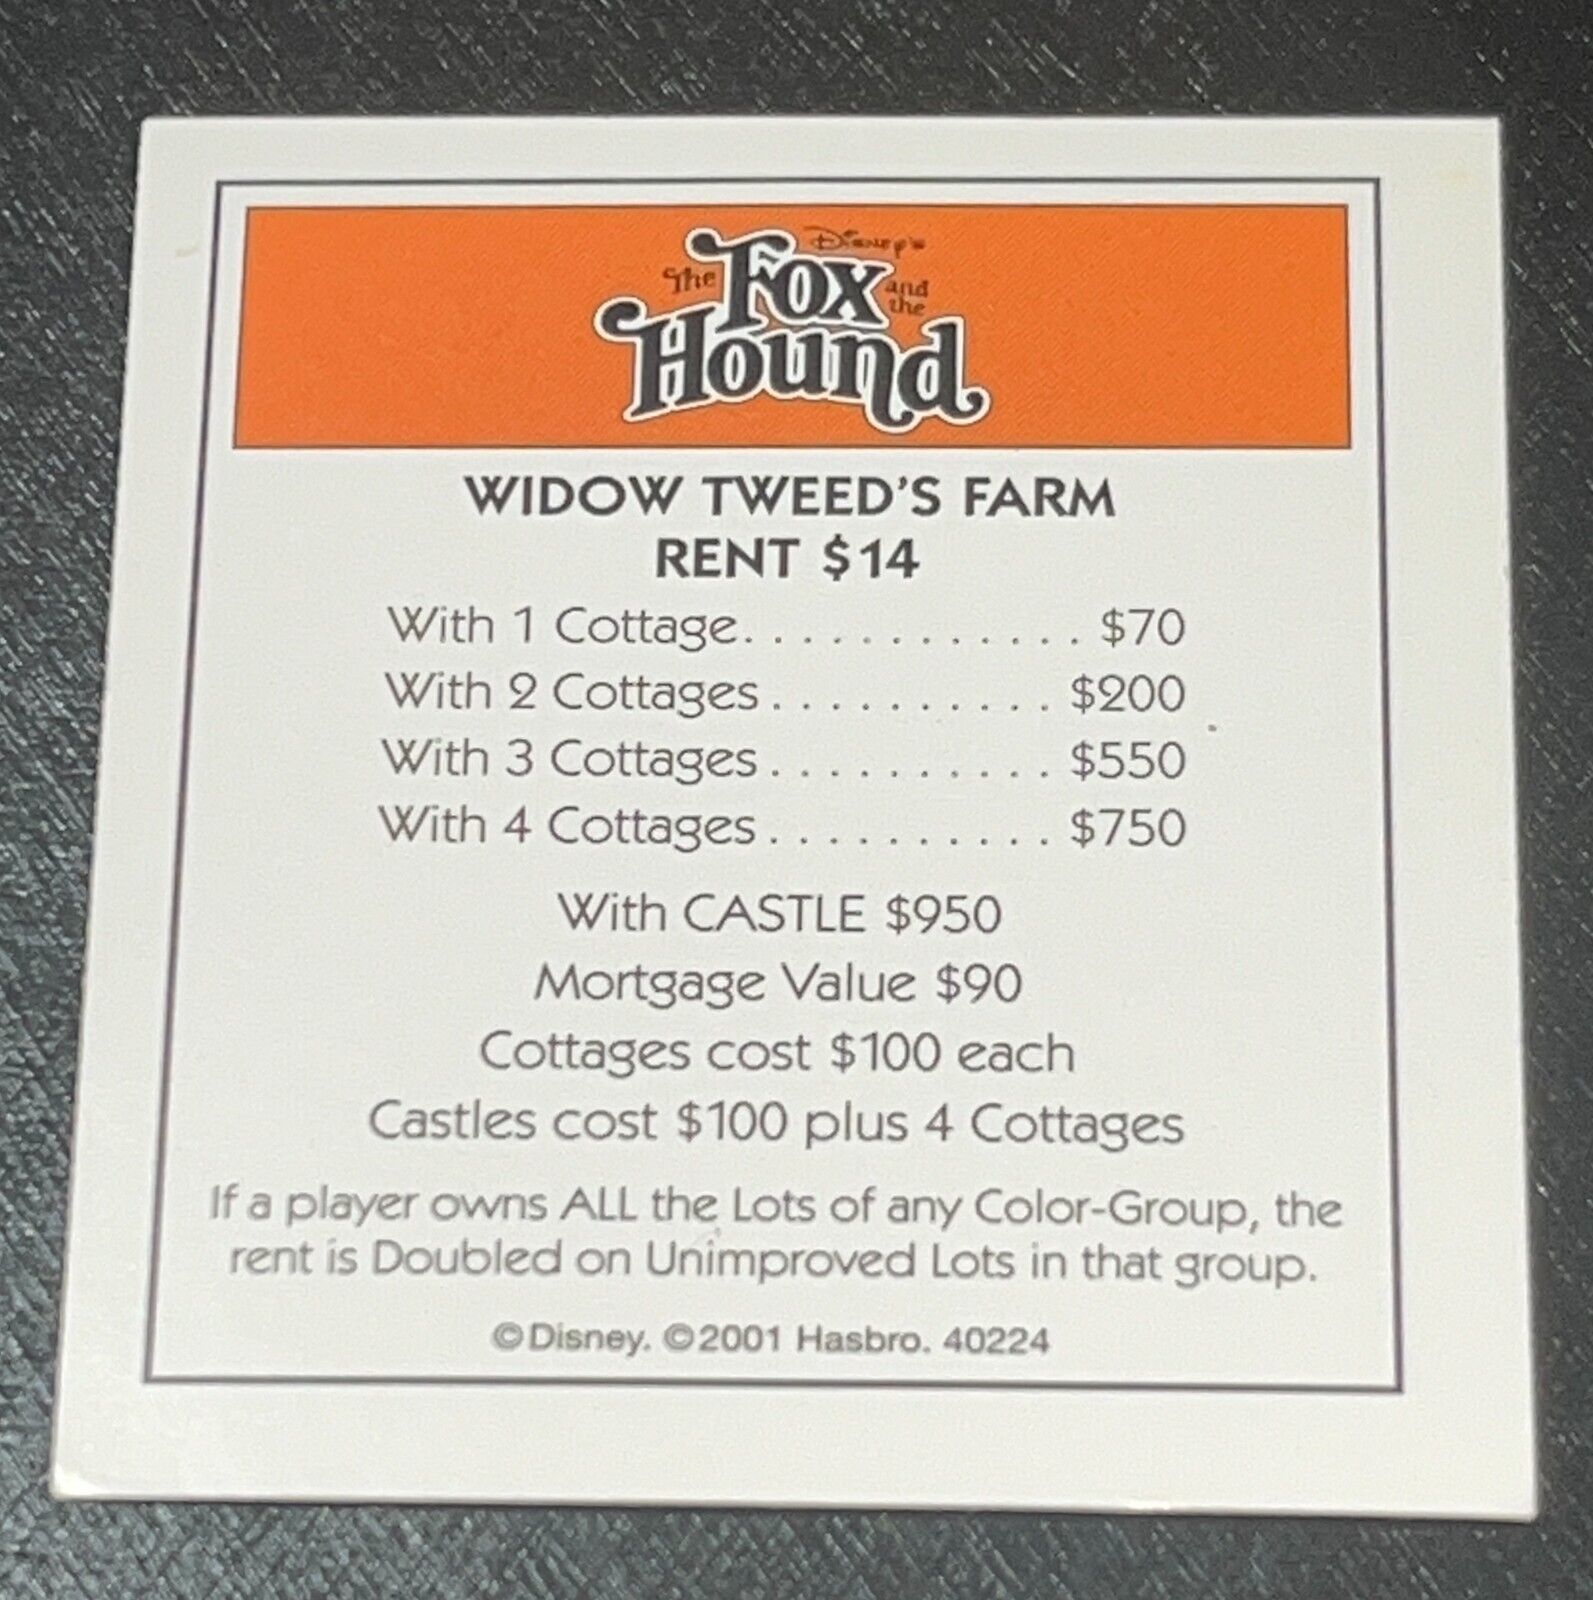 Disney's
The Fox and the
Hound
WIDOW TWEED'S FARM
RENT $14
With 1 Cottage. . . . . . . . . . . . . $70
With 2 Cottages . . . . . . . . . . $200
With 3 Cottages . . . . . . . . . . $550
With 4 Cottages . . . . . . . . . . $750
With CASTLE $950
Mortgage Value $90
Cottages cost $100 each
Castles cost $100 plus 4 Cottages
If a player owns ALL the Lots of any Color-Group, the
rent is Doubled on Unimproved Lots in that group.
©Disney. ©2001 Hasbro. 40224